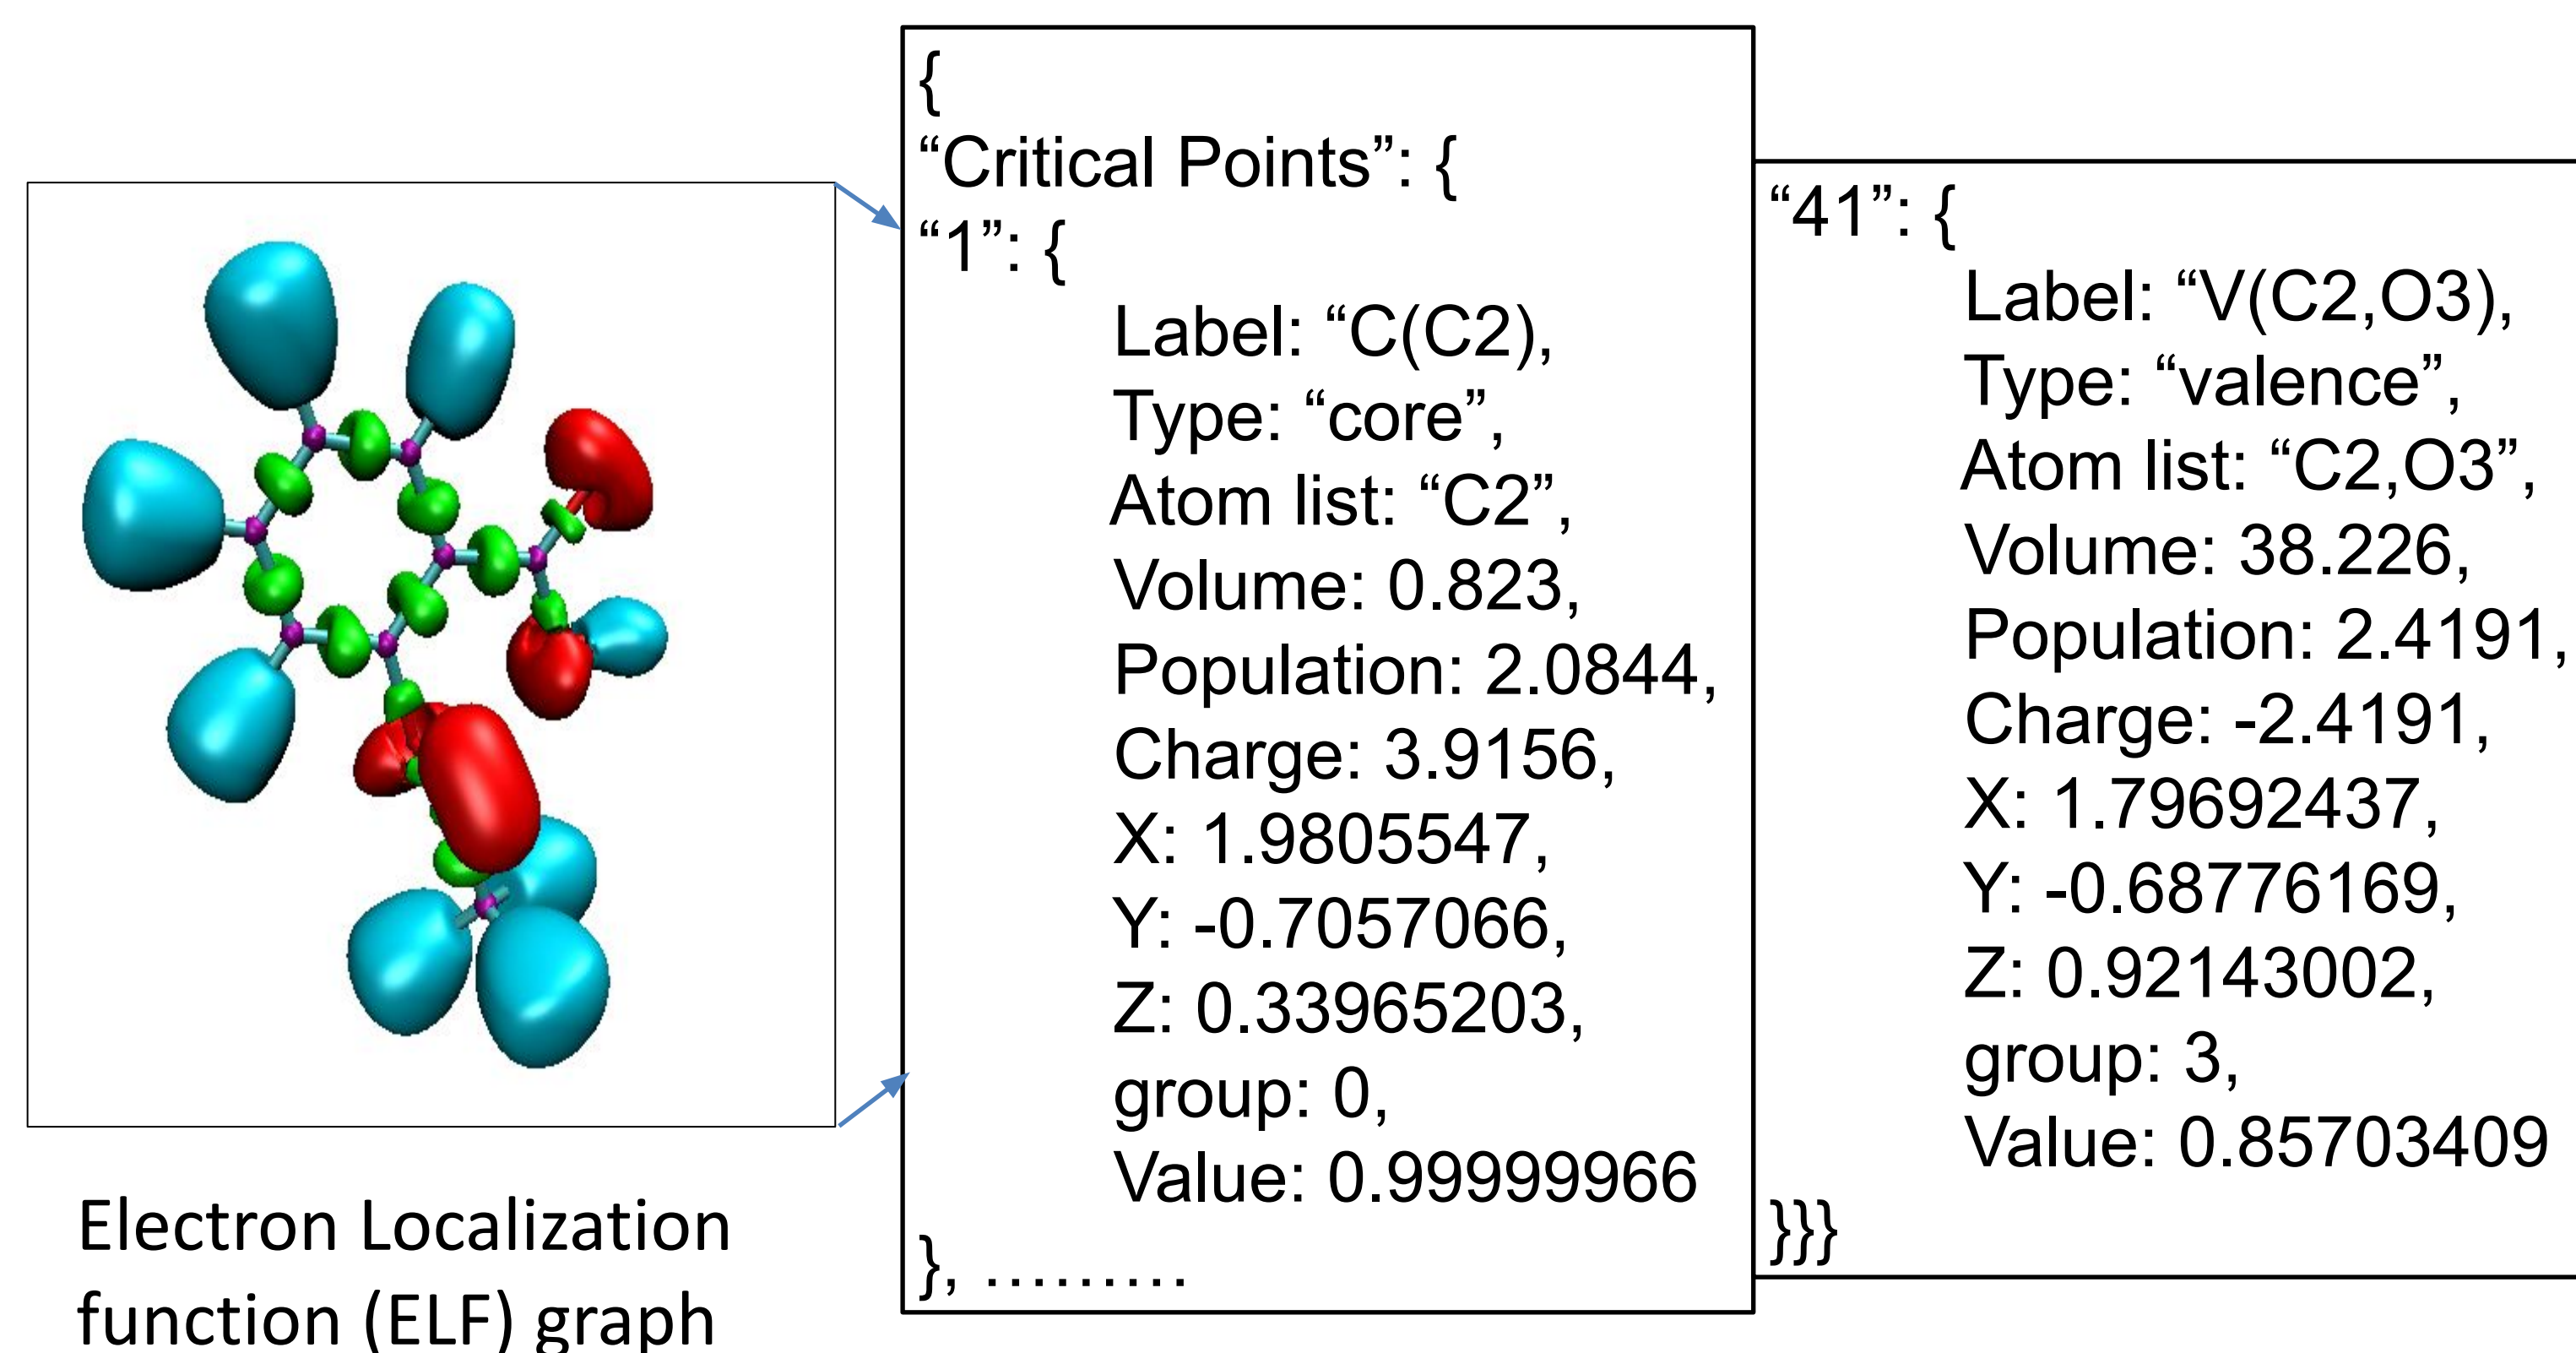 {
“Critical Points”: {
“1”: {
Label: “C(C2),
Type: “core”,
Atom list: “C2”,
Volume: 0.823,
Population: 2.0844,
Charge: 3.9156,
X: 1.9805547,
Y: -0.7057066,
Z: 0.33965203,
group: 0,
Value: 0.99999966
}, .........
“41”: {
Label: “V(C2,O3),
Type: “valence”,
Atom list: “C2,O3”,
Volume: 38.226,
Population: 2.4191,
Charge: -2.4191,
X: 1.79692437,
Y: -0.68776169,
Z: 0.92143002,
group: 3,
Value: 0.85703409
}}}
Electron Localization
function (ELF) graph